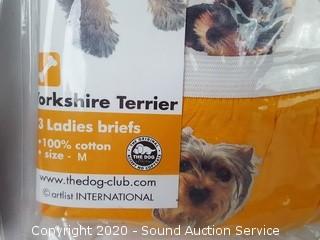 Yorkshire Terrier
3 Ladies briefs
• 100% cotton
• size - M
THE DOG
www.thedog-club.com
© artlist INTERNATIONAL
Copyright 2020 - Sound Auction Service